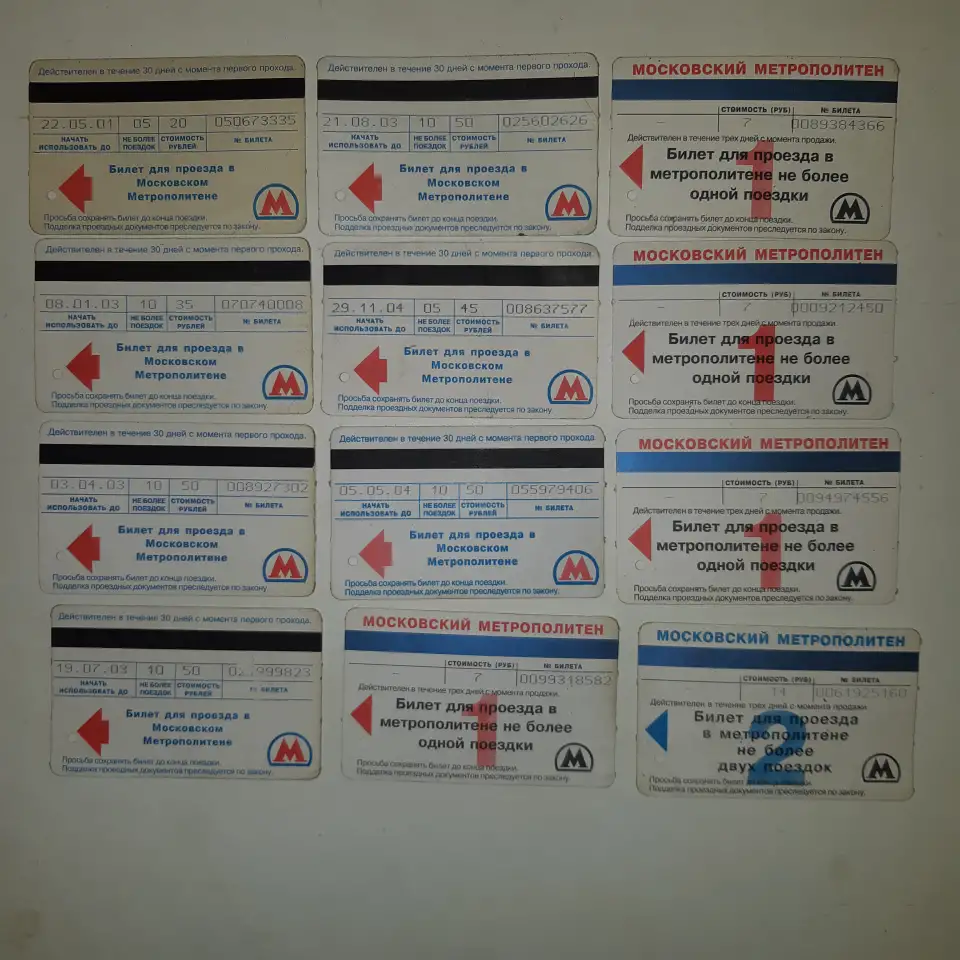 Действителен в течение 30 дней с момента первого прохода.
22.05.01 05 20 050673335
НАЧАТЬ ИСПОЛЬЗОВАТЬ ДО НЕ БОЛЕЕ ПОЕЗДОК СТОИМОСТЬ РУБЛЕЙ № БИЛЕТА
Билет для проезда в
Московском
Метрополитене
М
Просьба сохранять билет до конца поездки.
Подделка проездных документов преследуется по закону.
Действителен в течение 30 дней с момента первого прохода.
21.08.03 10 50 025602626
НАЧАТЬ ИСПОЛЬЗОВАТЬ ДО НЕ БОЛЕЕ ПОЕЗДОК СТОИМОСТЬ РУБЛЕЙ № БИЛЕТА
Билет для проезда в
Московском
Метрополитене
М
Просьба сохранять билет до конца поездки.
Подделка проездных документов преследуется по закону.
МОСКОВСКИЙ МЕТРОПОЛИТЕН
СТОИМОСТЬ (РУБ) № БИЛЕТА
– 7 0089384366
Действителен в течение трех дней с момента продажи.
1
Билет для проезда в
метрополитене не более
одной поездки
М
Просьба сохранять билет до конца поездки.
Подделка проездных документов преследуется по закону.
Действителен в течение 30 дней с момента первого прохода.
08.01.03 10 35 070740008
НАЧАТЬ ИСПОЛЬЗОВАТЬ ДО НЕ БОЛЕЕ ПОЕЗДОК СТОИМОСТЬ РУБЛЕЙ № БИЛЕТА
Билет для проезда в
Московском
Метрополитене
М
Просьба сохранять билет до конца поездки.
Подделка проездных документов преследуется по закону.
Действителен в течение 30 дней с момента первого прохода.
29.11.04 05 45 008637577
НАЧАТЬ ИСПОЛЬЗОВАТЬ ДО НЕ БОЛЕЕ ПОЕЗДОК СТОИМОСТЬ РУБЛЕЙ № БИЛЕТА
Билет для проезда в
Московском
Метрополитене
М
Просьба сохранять билет до конца поездки.
Подделка проездных документов преследуется по закону.
МОСКОВСКИЙ МЕТРОПОЛИТЕН
СТОИМОСТЬ (РУБ) № БИЛЕТА
– 7 0009212450
Действителен в течение трех дней с момента продажи.
1
Билет для проезда в
метрополитене не более
одной поездки
М
Просьба сохранять билет до конца поездки.
Подделка проездных документов преследуется по закону.
Действителен в течение 30 дней с момента первого прохода.
03.04.03 10 50 008927302
НАЧАТЬ ИСПОЛЬЗОВАТЬ ДО НЕ БОЛЕЕ ПОЕЗДОК СТОИМОСТЬ РУБЛЕЙ № БИЛЕТА
Билет для проезда в
Московском
Метрополитене
М
Просьба сохранять билет до конца поездки.
Подделка проездных документов преследуется по закону.
Действителен в течение 30 дней с момента первого прохода
05.05.04 10 50 055979406
НАЧАТЬ ИСПОЛЬЗОВАТЬ ДО НЕ БОЛЕЕ ПОЕЗДОК СТОИМОСТЬ РУБЛЕЙ № БИЛЕТА
Билет для проезда в
Московском
Метрополитене
М
Просьба сохранять билет до конца поездки.
Подделка проездных документов преследуется по закону.
МОСКОВСКИЙ МЕТРОПОЛИТЕН
СТОИМОСТЬ (РУБ) № БИЛЕТА
– 7 0094974556
Действителен в течение трех дней с момента продажи.
1
Билет для проезда в
метрополитене не более
одной поездки
М
Просьба сохранять билет до конца поездки.
Подделка проездных документов преследуется по закону.
Действителен в течение 30 дней с момента первого прохода.
19.07.03 10 50
НАЧАТЬ ИСПОЛЬЗОВАТЬ ДО НЕ БОЛЕЕ ПОЕЗДОК СТОИМОСТЬ РУБЛЕЙ БИЛЕТА
Билет для проезда в
Московском
Метрополитене
М
Просьба сохранять билет до конца поездки.
Подделка проездных документов преследуется по закону.
МОСКОВСКИЙ МЕТРОПОЛИТЕН
СТОИМОСТЬ (РУБ) № БИЛЕТА
– 7 0099318582
Действителен в течение трех дней с момента продажи.
1
Билет для проезда в
метрополитене не более
одной поездки
М
Просьба сохранять билет до конца поездки.
Подделка проездных документов преследуется по закону.
МОСКОВСКИЙ МЕТРОПОЛИТЕН
СТОИМОСТЬ (РУБ) № БИЛЕТА
– 14 0061925160
Действителен в течение трех дней с момента продажи.
2
Билет для проезда
в метрополитене
не более
двух поездок
М
Просьба сохранять билет до конца поездки.
Подделка проездных документов преследуется по закону.